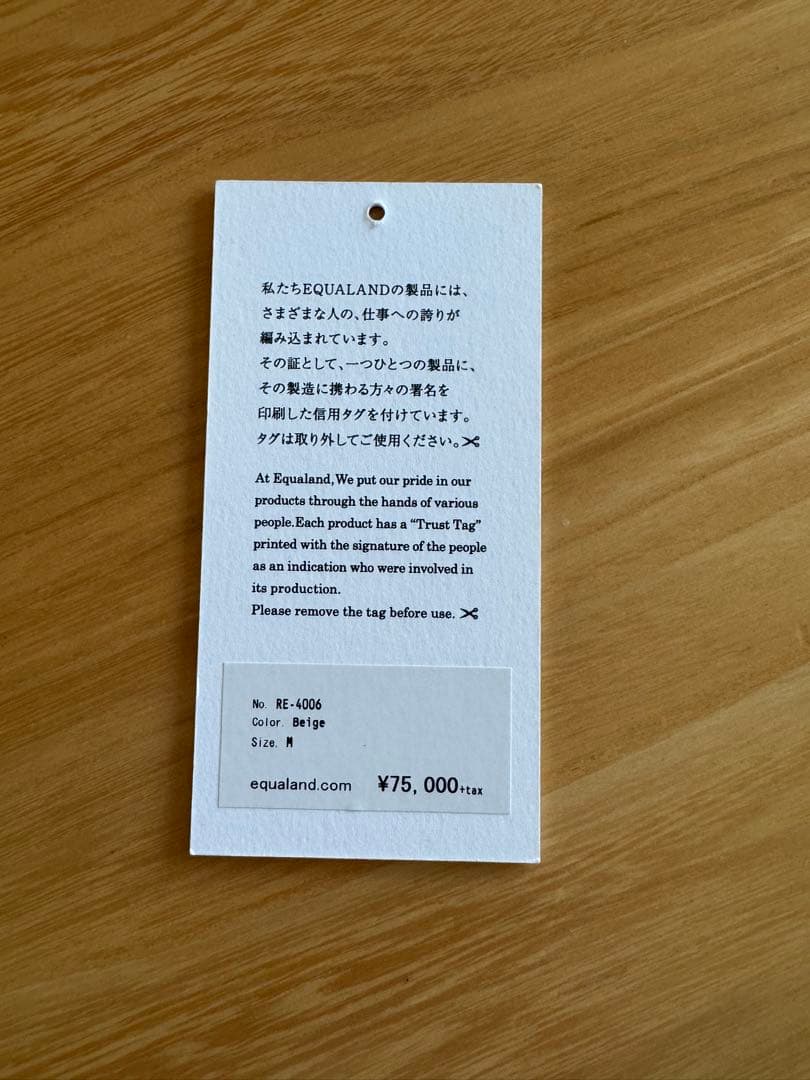 私たちEQUALANDの製品には、
さまざまな人の、仕事への誇りが
編み込まれています。
その証として、一つひとつの製品に、
その製造に携わる方々の署名を
印刷した信用タグを付けています。
タグは取り外してご使用ください。✂
At Equaland,We put our pride in our
products through the hands of various
people.Each product has a “Trust Tag”
printed with the signature of the people
as an indication who were involved in
its production.
Please remove the tag before use. ✂
No. RE-4006
Color. Beige
Size. M
equaland.com ¥75,000+tax